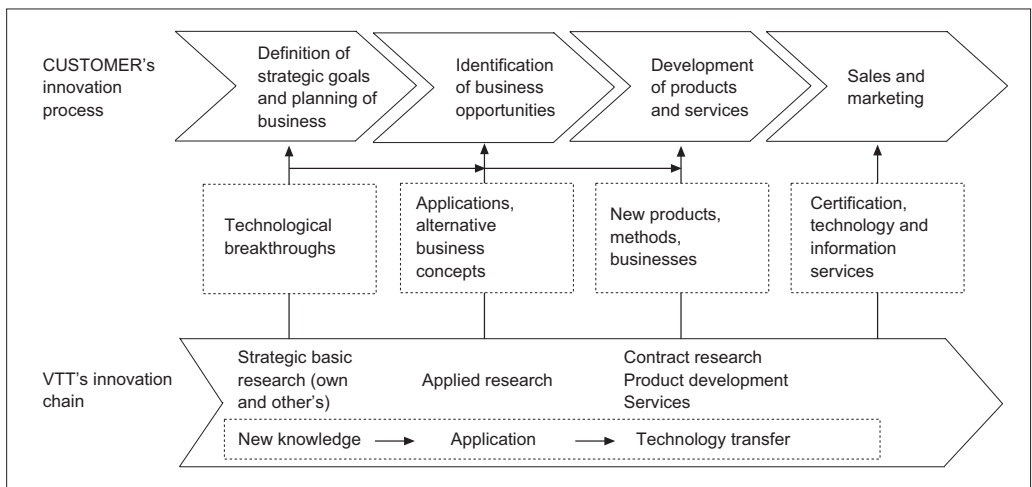 CUSTOMER's
innovation
process
Definition of
strategic goals
and planning of
business
Identification
of business
opportunities
Development
of products
and services
Sales and
marketing
Technological
breakthroughs
Applications,
alternative
business
concepts
New products,
methods,
businesses
Certification,
technology and
information
services
VTT's innovation
chain
Strategic basic
research (own
and other's)
Applied research
Contract research
Product development
Services
New knowledge
Application
Technology transfer